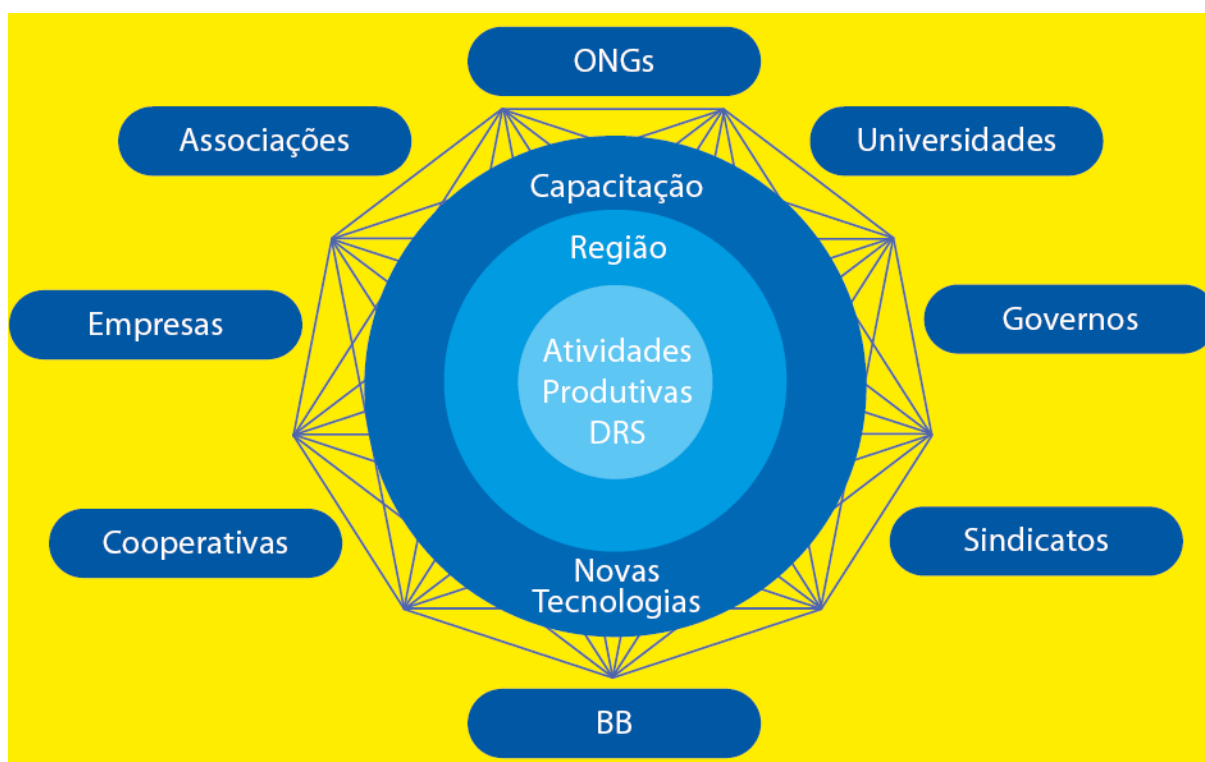 ONGs
Associações
Universidades
Capacitação
Região
Empresas
Governos
Atividades
Produtivas
DRS
Cooperativas
Sindicatos
Novas
Tecnologias
BB